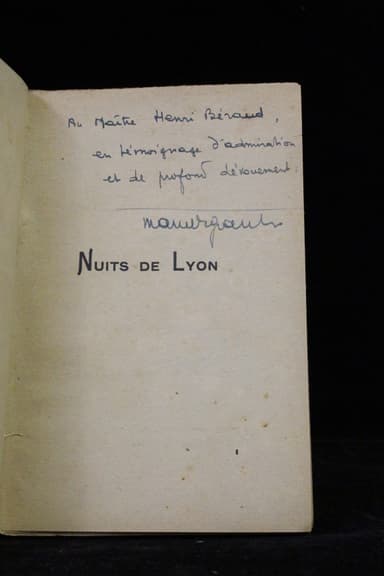 Au Maître Henri Béraud,
en témoignage d'admiration
et de profond dévouement.
NUITS DE LYON